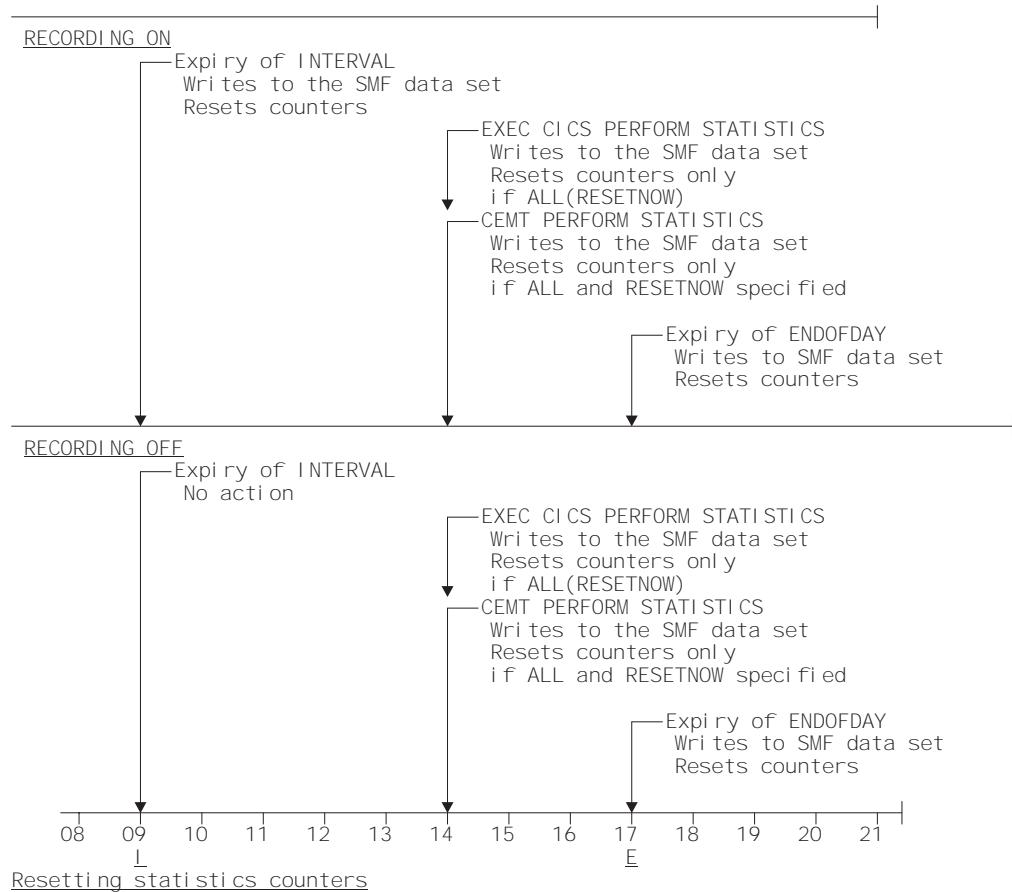 RECORDING ON
Expiry of INTERVAL
Writes to the SMF data set
Resets counters
EXEC CICS PERFORM STATISTICS
Writes to the SMF data set
Resets counters only
if ALL(RESETNOW)
CEMT PERFORM STATISTICS
Writes to the SMF data set
Resets counters only
if ALL and RESETNOW specified
Expiry of ENDOFDAY
Writes to SMF data set
Resets counters
RECORDING OFF
Expiry of INTERVAL
No action
EXEC CICS PERFORM STATISTICS
Writes to the SMF data set
Resets counters only
if ALL(RESETNOW)
CEMT PERFORM STATISTICS
Writes to the SMF data set
Resets counters only
if ALL and RESETNOW specified
Expiry of ENDOFDAY
Writes to SMF data set
Resets counters
08 09 10 11 12 13 14 15 16 17 18 19 20 21
I E
Resetting statistics counters